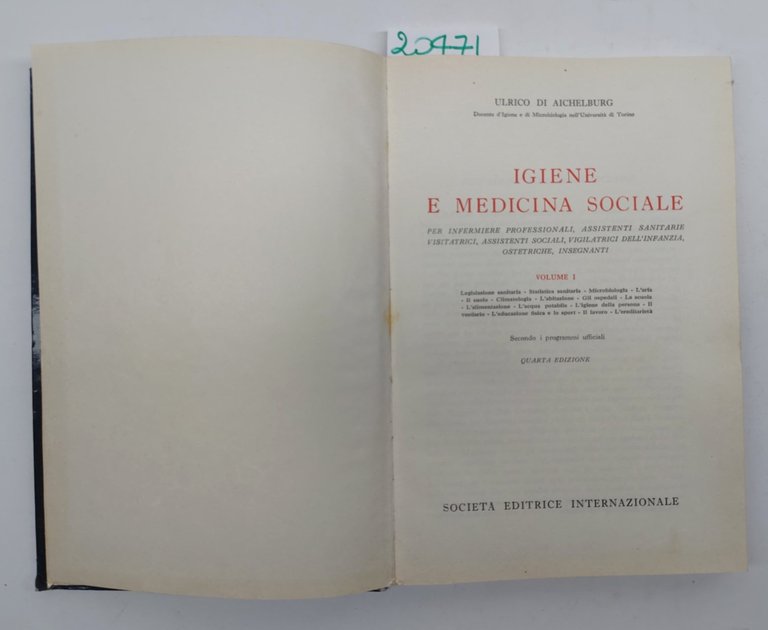 20471
ULRICO DI AICHELBURG
Docente d'Igiene e di Microbiologia nell'Università di Torino
IGIENE
E MEDICINA SOCIALE
PER INFERMIERE PROFESSIONALI, ASSISTENTI SANITARIE
VISITATRICI, ASSISTENTI SOCIALI, VIGILATRICI DELL'INFANZIA,
OSTETRICHE, INSEGNANTI
VOLUME I
Legislazione sanitaria - Statistica sanitaria - Microbiologia - L'aria
- Il suolo - Climatologia - L'abitazione - Gli ospedali - La scuola
- L'alimentazione - L'acqua potabile - L'igiene della persona - Il
vestiario - L'educazione fisica e lo sport - Il lavoro - L'ereditarietà
Secondo i programmi ufficiali
QUARTA EDIZIONE
SOCIETÀ EDITRICE INTERNAZIONALE